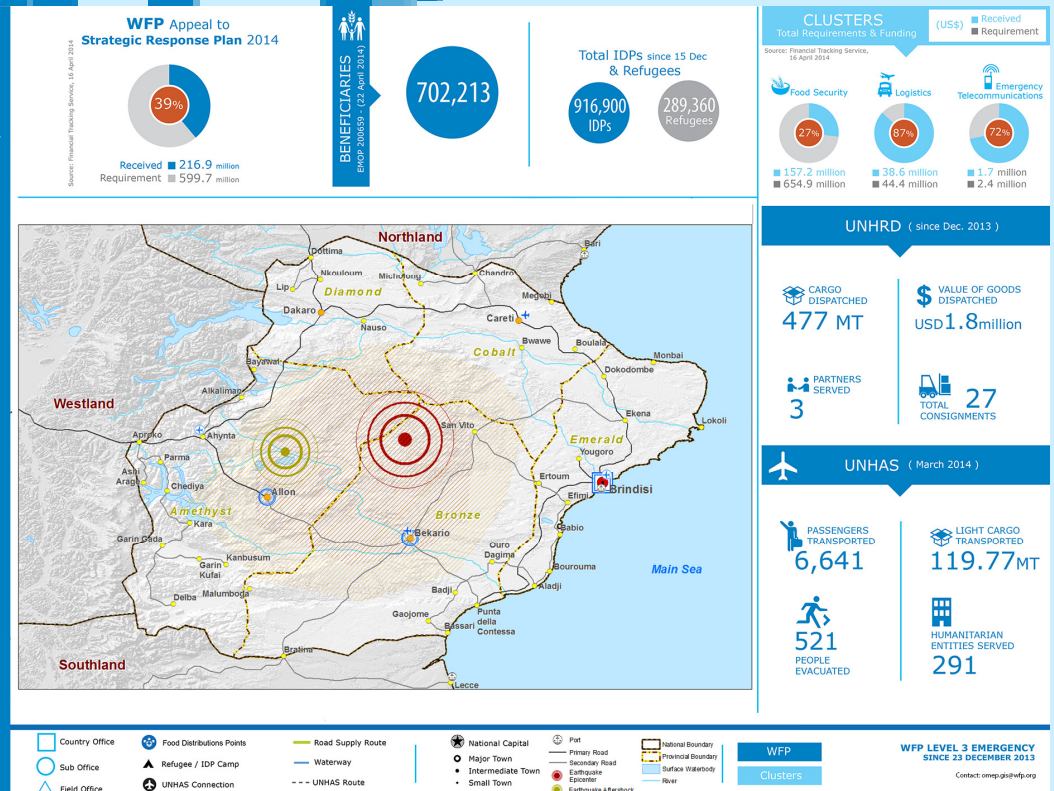 WFP Appeal to
Strategic Response Plan 2014
Source: Financial Tracking Service, 16 April 2014
39%
Received 216.9 million
Requirement 599.7 million
BENEFICIARIES
EMOP 200659 - (22 April 2014)
702,213
Total IDPs since 15 Dec
& Refugees
916,900
IDPs
289,360
Refugees
CLUSTERS
Total Requirements & Funding
(US$)
Received
Requirement
Source: Financial Tracking Service,
16 April 2014
Food Security
27%
157.2 million
654.9 million
Logistics
87%
38.6 million
44.4 million
Emergency
Telecommunications
72%
1.7 million
2.4 million
UNHRD ( since Dec. 2013 )
CARGO
DISPATCHED
477 MT
VALUE OF GOODS
DISPATCHED
USD1.8million
PARTNERS
SERVED
3
TOTAL 27
CONSIGNMENTS
UNHAS ( March 2014 )
PASSENGERS
TRANSPORTED
6,641
LIGHT CARGO
TRANSPORTED
119.77MT
521
PEOPLE
EVACUATED
HUMANITARIAN
ENTITIES SERVED
291
Northland
Bari
Dottima
Nkouloum
Micholong
Chandro
Lip
Diamond
Megobi
Dakaro
Careti
Nauso
Bwawe
Boulala
Cobalt
Monbai
Bayawal
Dokodombe
Alkalimar
Westland
Ekena
Lokoli
San Vito
Aproko
Ahynta
Emerald
Yougoro
Parma
Ashi
Arage
Chediya
Ertoum
Allon
Brindisi
Efimi
Amethyst
Bronze
Kara
Babio
Garin Gada
Bekario
Ouro
Dagima
Kanbusum
Garin
Kufai
Bourouma
Main Sea
Malumboga
Badji
Aladji
Delba
Gaojome
Punta
della
Contessa
Bassari
Bratina
Southland
Lecce
Country Office
Sub Office
Field Office
Food Distributions Points
Refugee / IDP Camp
UNHAS Connection
Road Supply Route
Waterway
UNHAS Route
National Capital
Major Town
Intermediate Town
Small Town
Port
Primary Road
Secondary Road
Earthquake
Epicenter
Earthquake Aftershock
National Boundary
Provincial Boundary
Surface Waterbody
River
WFP
Clusters
WFP LEVEL 3 EMERGENCY
SINCE 23 DECEMBER 2013
Contact: omep.gis@wfp.org